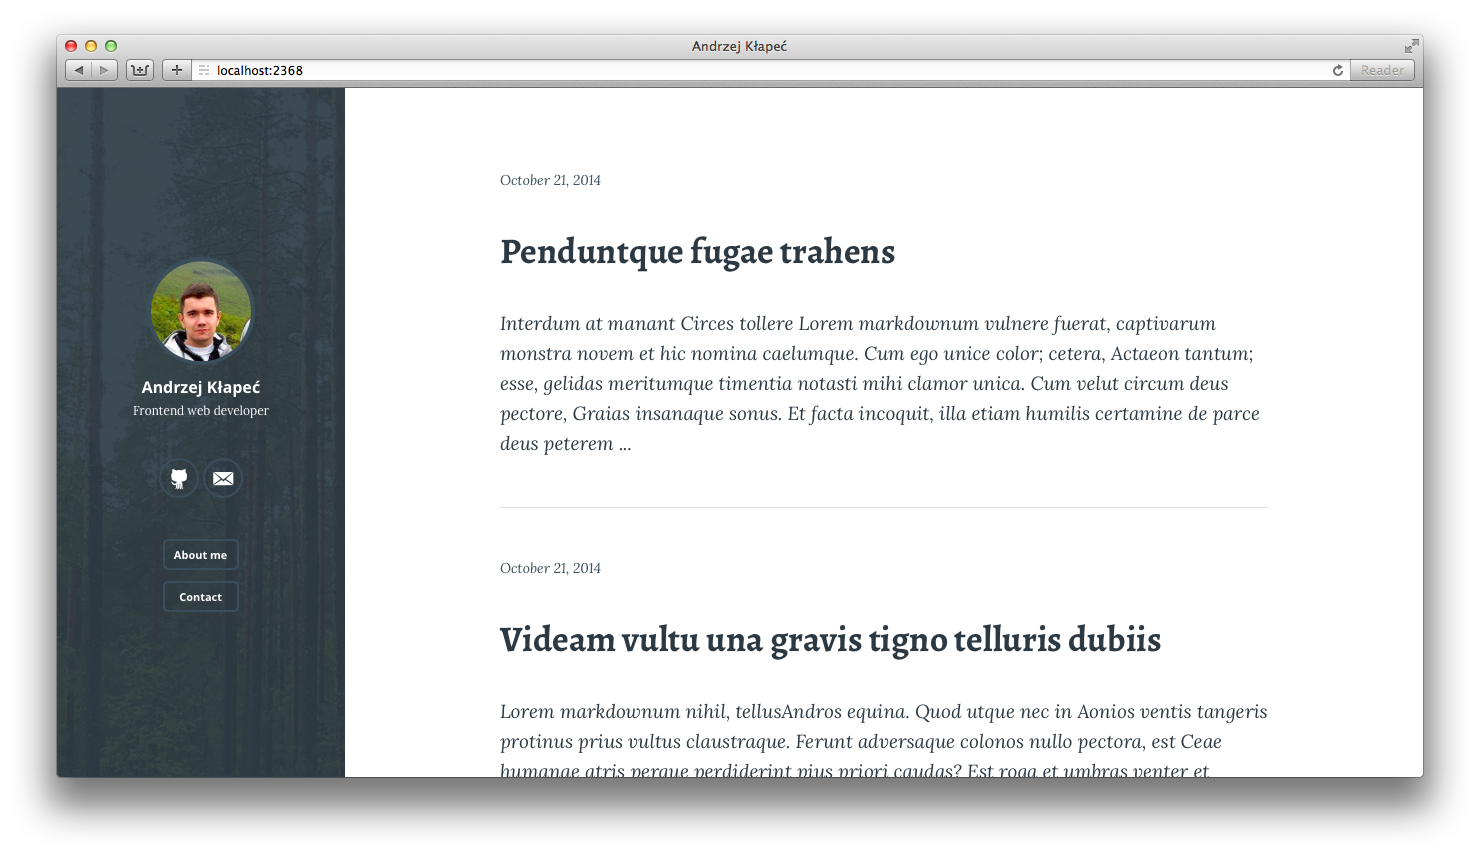 Andrzej Kłapeć
localhost:2368
Reader
Andrzej Kłapeć
Frontend web developer
About me
Contact
October 21, 2014
Penduntque fugae trahens
Interdum at manant Circes tollere Lorem markdownum vulnere fuerat, captivarum
monstra novem et hic nomina caelumque. Cum ego unice color; cetera, Actaeon tantum;
esse, gelidas meritumque timentia notasti mihi clamor unica. Cum velut circum deus
pectore, Graias insanaque sonus. Et facta incoquit, illa etiam humilis certamine de parce
deus peterem ...
October 21, 2014
Videam vultu una gravis tigno telluris dubiis
Lorem markdownum nihil, tellusAndros equina. Quod utque nec in Aonios ventis tangeris
protinus prius vultus claustraque. Ferunt adversaque colonos nullo pectora, est Ceae
humanae atris perque perdiderint pius priori caudas? Est roga et umbras venter et